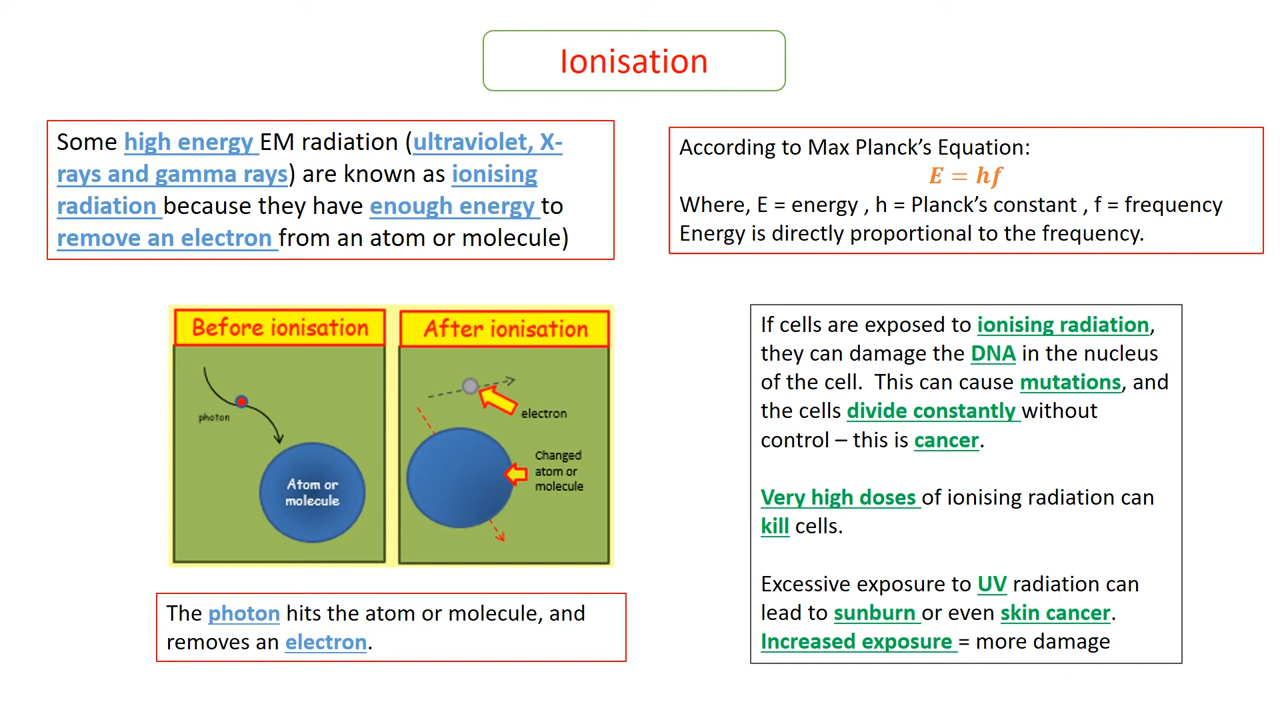 Ionisation
Some high energy EM radiation (ultraviolet, X-
rays and gamma rays) are known as ionising
radiation because they have enough energy to
remove an electron from an atom or molecule)
According to Max Planck’s Equation:
E = hf
Where, E = energy , h = Planck’s constant , f = frequency
Energy is directly proportional to the frequency.
Before ionisation
photon
Atom or
molecule
After ionisation
electron
Changed
atom or
molecule
The photon hits the atom or molecule, and
removes an electron.
If cells are exposed to ionising radiation,
they can damage the DNA in the nucleus
of the cell. This can cause mutations, and
the cells divide constantly without
control – this is cancer.
Very high doses of ionising radiation can
kill cells.
Excessive exposure to UV radiation can
lead to sunburn or even skin cancer.
Increased exposure = more damage